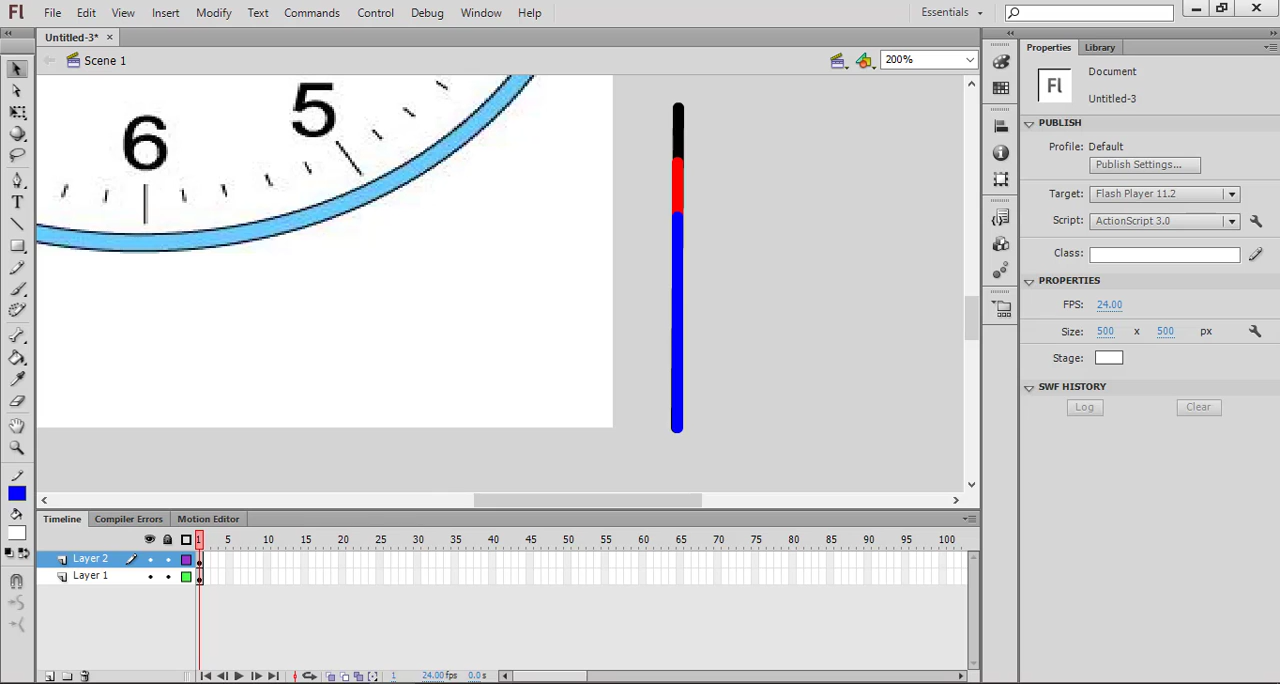 Fl File Edit View Insert Modify Text Commands Control Debug Window Help Essentials
Untitled-3* ×
Scene 1 200%
5
6
Properties Library
Fl Document
Untitled-3
PUBLISH
Profile: Default
Publish Settings...
Target: Flash Player 11.2
Script: ActionScript 3.0
Class:
PROPERTIES
FPS: 24.00
Size: 500 x 500 px
Stage:
SWF HISTORY
Log Clear
T
Timeline Compiler Errors Motion Editor
1 5 10 15 20 25 30 35 40 45 50 55 60 65 70 75 80 85 90 95 100
Layer 2
Layer 1
1 24.00 fps 0.0 s